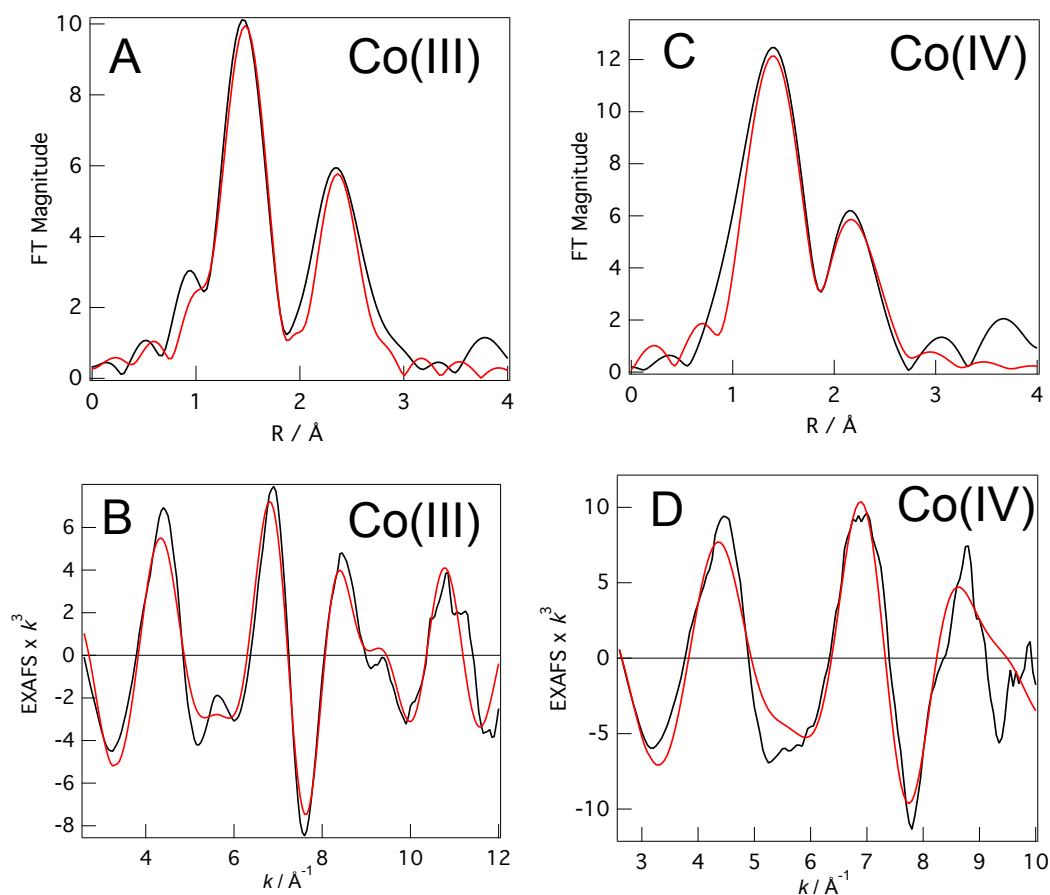 A
Co(III)
FT Magnitude
10
8
6
4
2
0
0 1 2 3 4
R / Å
C
Co(IV)
FT Magnitude
12
10
8
6
4
2
0
0 1 2 3 4
R / Å
B
Co(III)
EXAFS x k³
6
4
2
0
-2
-4
-6
-8
4 6 8 10 12
k / Å⁻¹
D
Co(IV)
EXAFS x k³
10
5
0
-5
-10
3 4 5 6 7 8 9 10
k / Å⁻¹